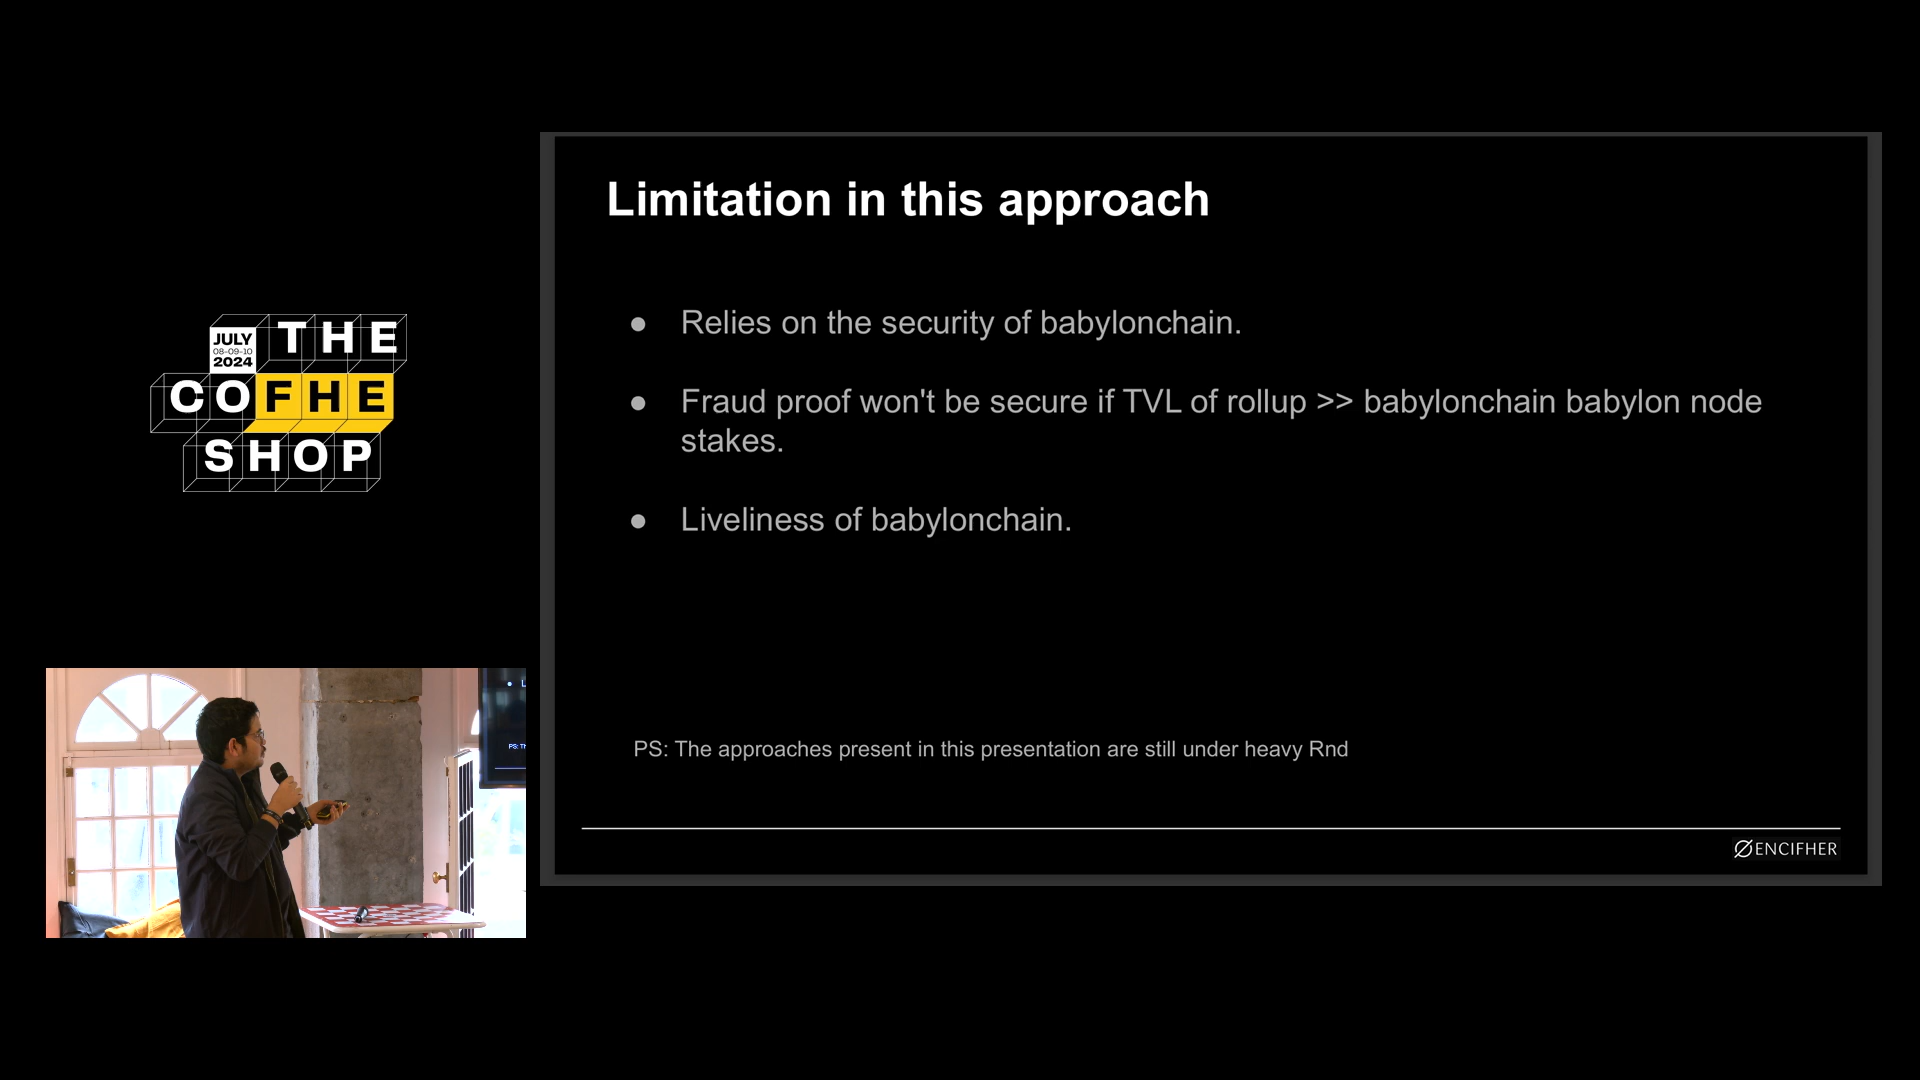 JULY
08-09-10
2024
THE
COFHE
SHOP
Limitation in this approach
● Relies on the security of babylonchain.
● Fraud proof won't be secure if TVL of rollup >> babylonchain babylon node
stakes.
● Liveliness of babylonchain.
PS: The approaches present in this presentation are still under heavy Rnd
ENCIFHER
L
PS: Th